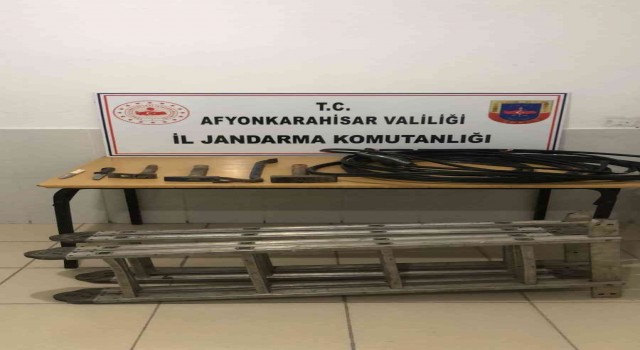 T.C.
AFYONKARAHİSAR VALİLİĞİ
İL JANDARMA KOMUTANLIĞI